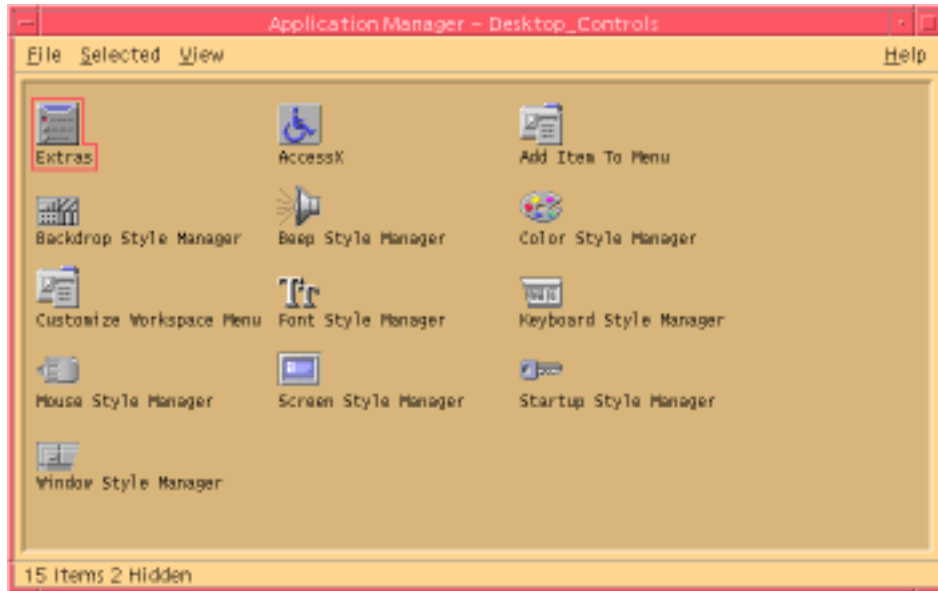 Application Manager – Desktop_Controls
File Selected View Help
Extras AccessX Add Item To Menu
Backdrop Style Manager Beep Style Manager Color Style Manager
Customize Workspace Menu Font Style Manager Keyboard Style Manager
Mouse Style Manager Screen Style Manager Startup Style Manager
Window Style Manager
15 Items 2 Hidden